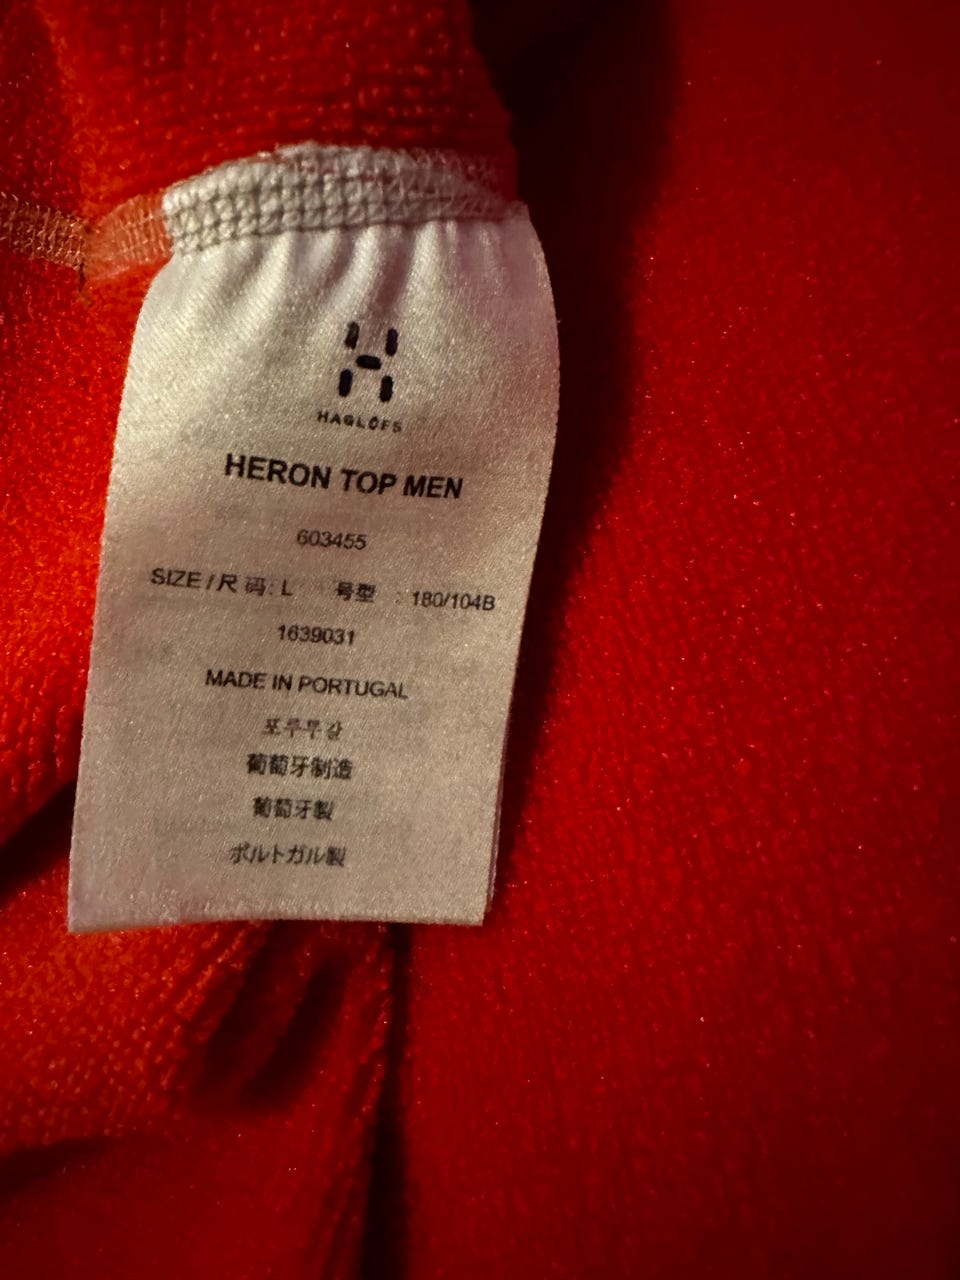 HAGLÖFS
HERON TOP MEN
603455
SIZE / 尺 码: L 号型 : 180/104B
1639031
MADE IN PORTUGAL
포루투갈
葡萄牙制造
葡萄牙製
ポルトガル製